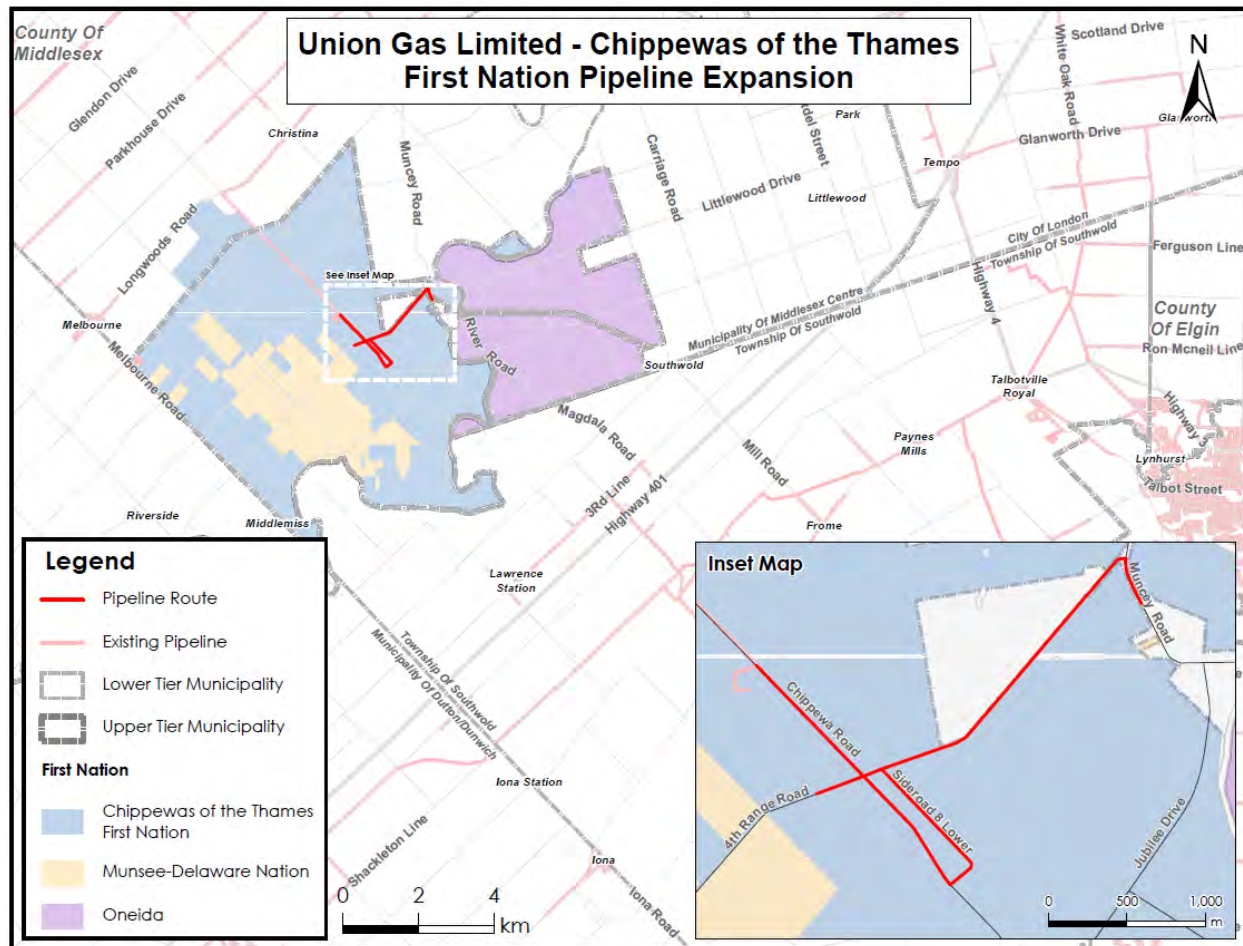 County Of
Middlesex
Union Gas Limited - Chippewas of the Thames
First Nation Pipeline Expansion
N
Scotland Drive
White Oak Road
Glendon Drive
Parkhouse Drive
Christina
Muncey Road
Carriage Road
Park
Glanworth Drive
Tempo
Littlewood Drive
Littlewood
Longwoods Road
City Of London
Township Of Southwold
Ferguson Line
See Inset Map
Highway 4
Municipality Of Middlesex Centre
Township Of Southwold
County
Of Elgin
Ron Mcneil Line
Melbourne
Melbourne Road
River Road
Southwold
Talbotville
Royal
Highway 3
Magdala Road
Mill Road
Paynes
Mills
Lynhurst
Talbot Street
3Rd Line
Highway 401
Riverside
Middlemiss
Frome
Lawrence
Station
Township Of Southwold
Municipality Of Dutton/Dunwich
Iona Station
Shackleton Line
Iona
Iona Road
Legend
Pipeline Route
Existing Pipeline
Lower Tier Municipality
Upper Tier Municipality
First Nation
Chippewas of the Thames
First Nation
Munsee-Delaware Nation
Oneida
0 2 4
km
Inset Map
Muncey Road
Chippewa Road
Sideroad 8 Lower
4th Range Road
Jubilee Drive
0 500 1,000
m